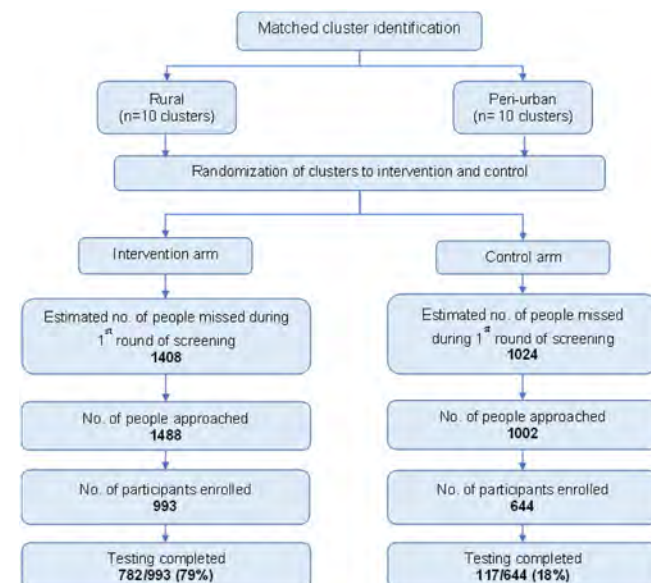 Matched cluster identification
Rural
(n=10 clusters)
Peri-urban
(n= 10 clusters)
Randomization of clusters to intervention and control
Intervention arm
Control arm
Estimated no. of people missed during
1st round of screening
1408
Estimated no. of people missed
during 1st round of screening
1024
No. of people approached
1488
No. of people approached
1002
No. of participants enrolled
993
No. of participants enrolled
644
Testing completed
782/993 (79%)
Testing completed
117/644 (18%)